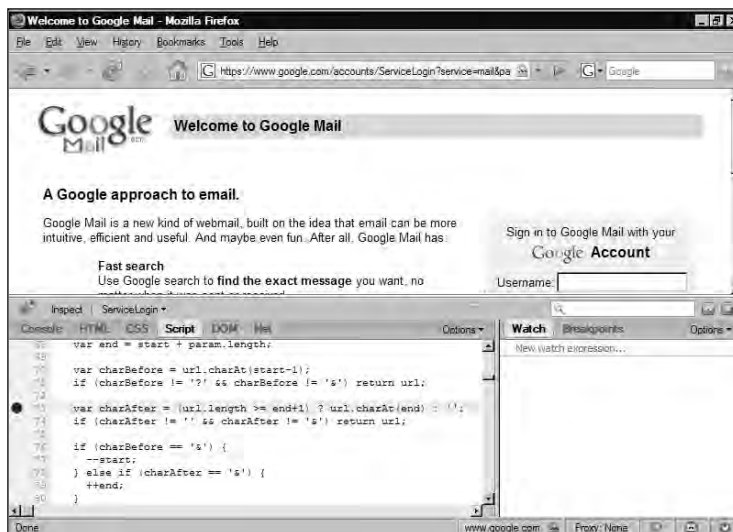 Welcome to Google Mail - Mozilla Firefox
File Edit View History Bookmarks Tools Help
G https://www.google.com/accounts/ServiceLogin?service=mail&pa
G Google
Google Mail
Welcome to Google Mail
A Google approach to email.
Google Mail is a new kind of webmail, built on the idea that email can be more
intuitive, efficient and useful. And maybe even fun. After all, Google Mail has
Fast search
Use Google search to find the exact message you want, no
Sign in to Google Mail with your
Google Account
Username:
Inspect ServiceLogin
Console HTML CSS Script DOM Net Options
var end = start + param.length;
var charBefore = url.charAt(start-1);
if (charBefore != '?' && charBefore != '&') return url;
var charAfter = (url.length >= end+1) ? url.charAt(end) : '';
if (charAfter != '' && charAfter != '&') return url;
if (charBefore == '&') {
--start;
} else if (charAfter == '&') {
++end;
}
Watch Breakpoints Options
New watch expression...
Done
www.google.com Proxy: None